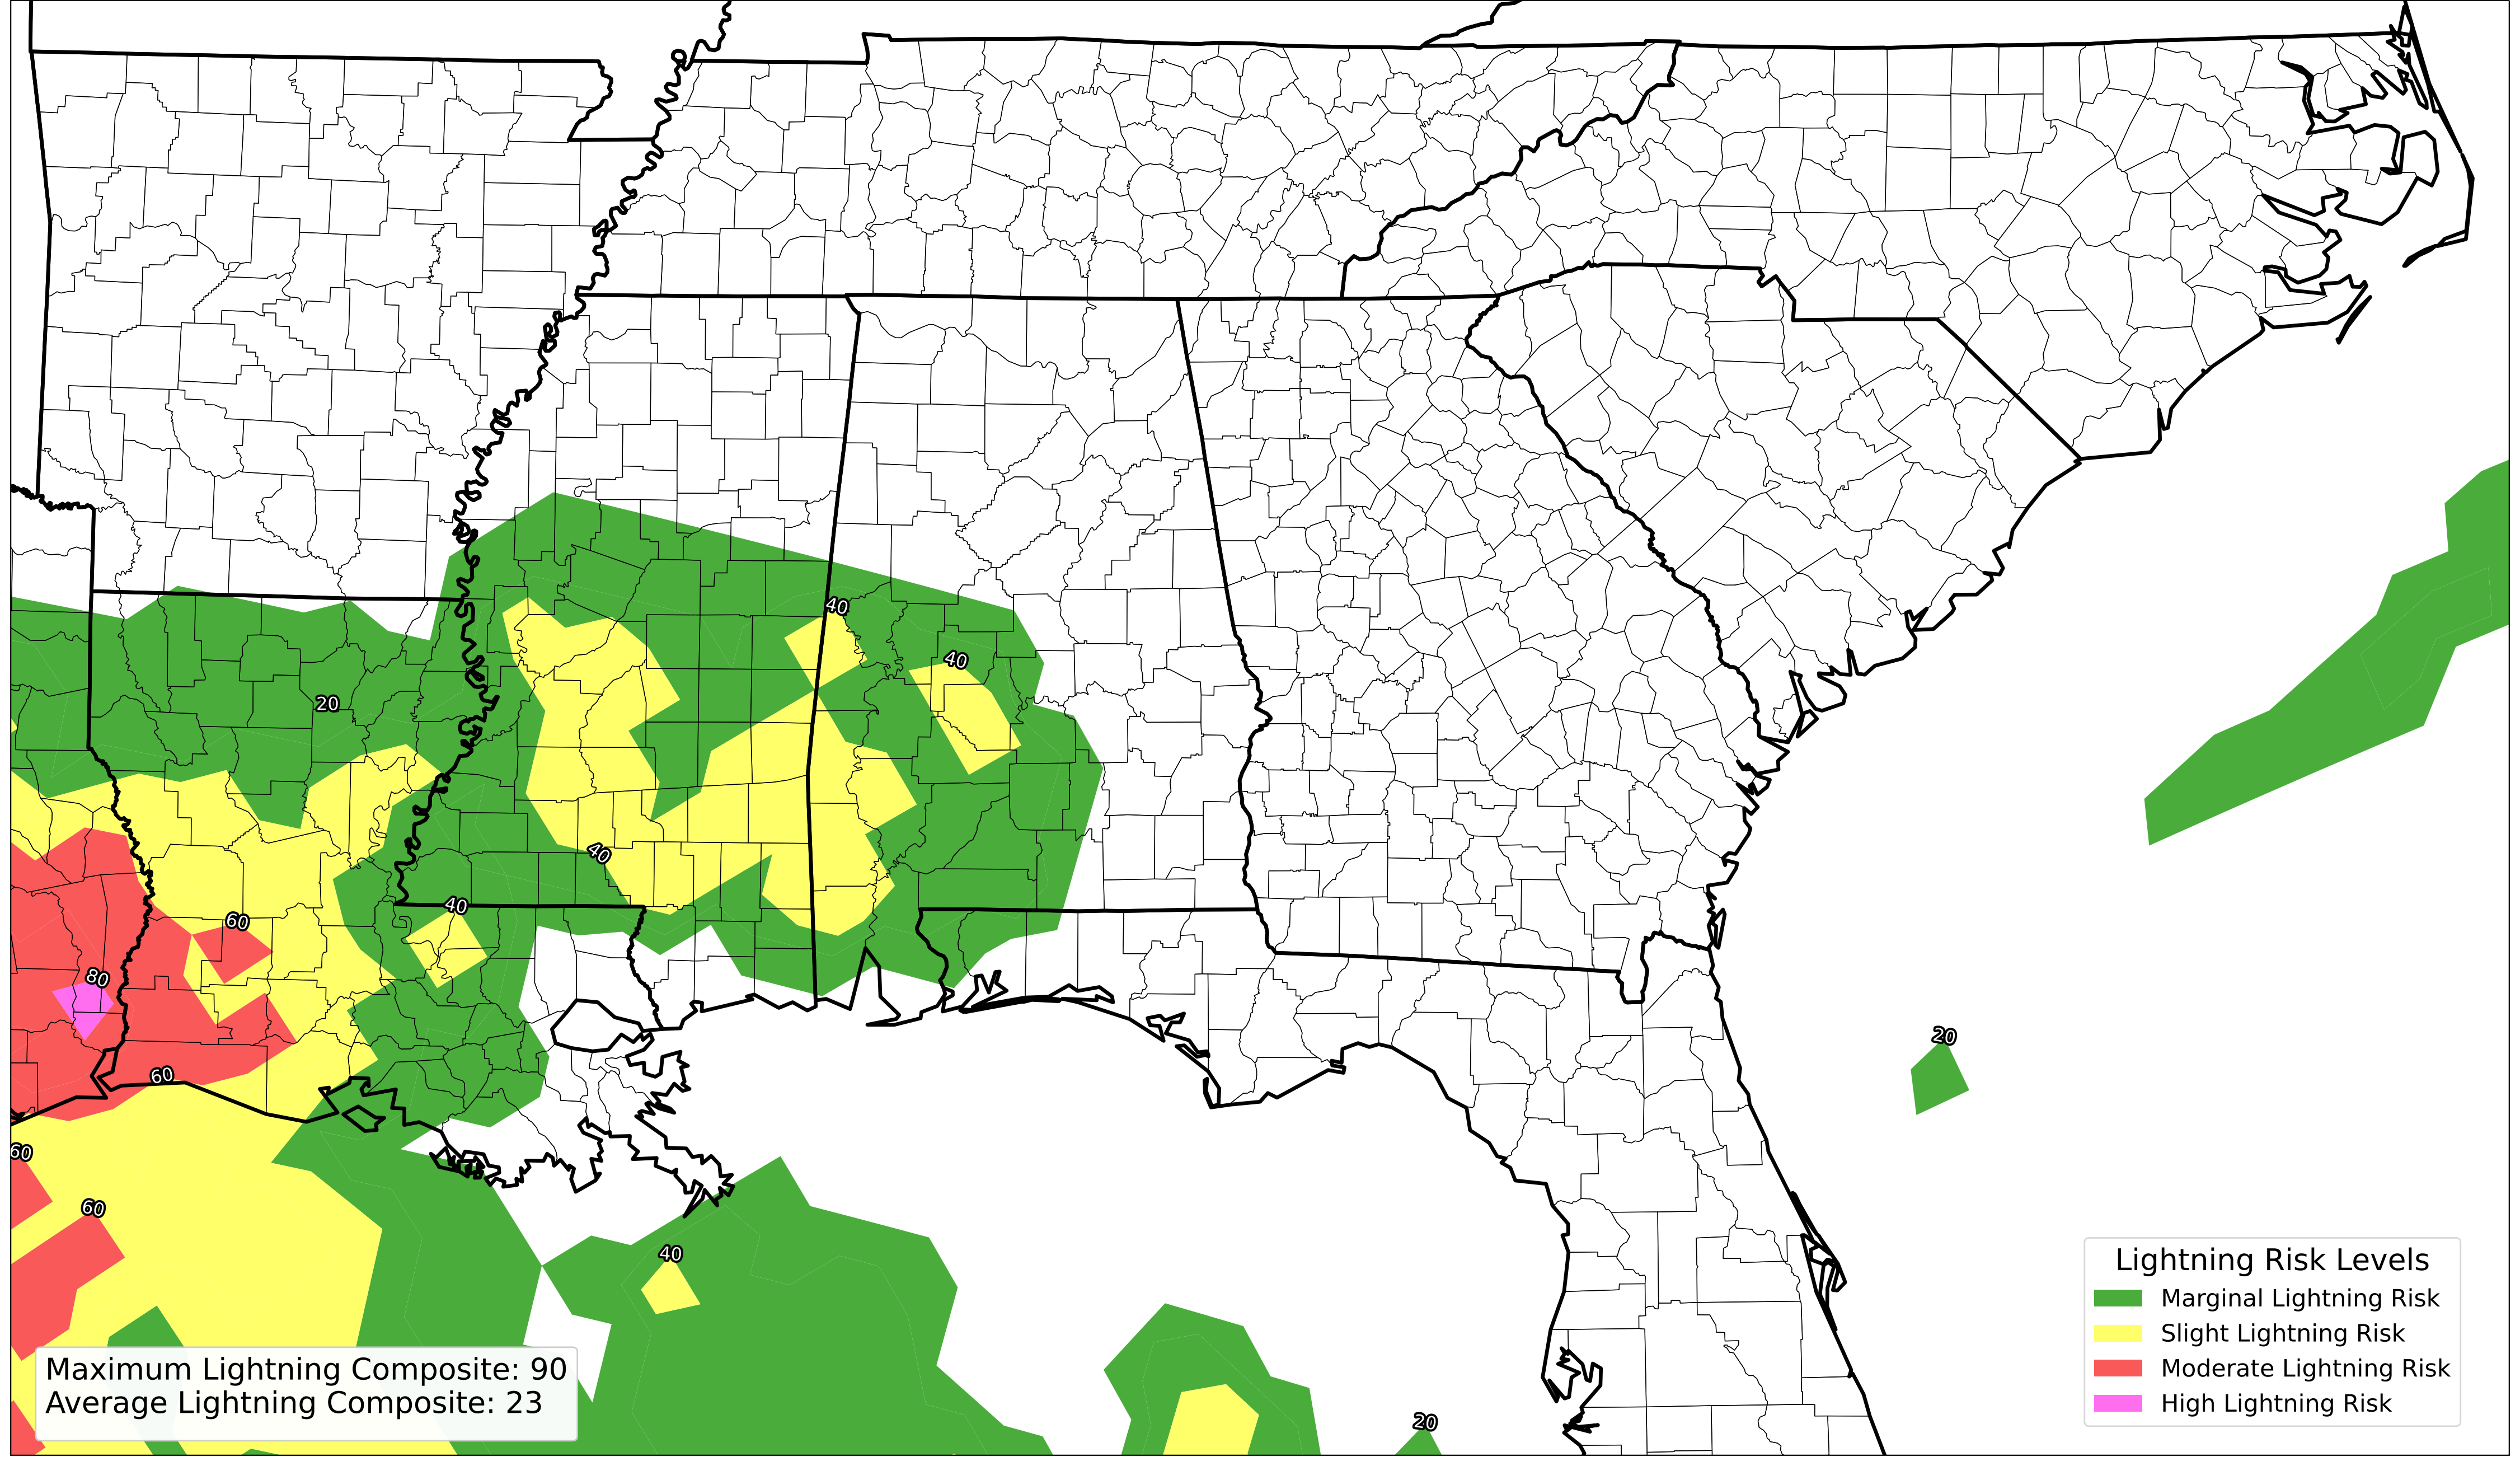 40
40
20
40
40
60
80
20
60
60
60
40
20
Lightning Risk Levels
Marginal Lightning Risk
Slight Lightning Risk
Moderate Lightning Risk
High Lightning Risk
Maximum Lightning Composite: 90
Average Lightning Composite: 23